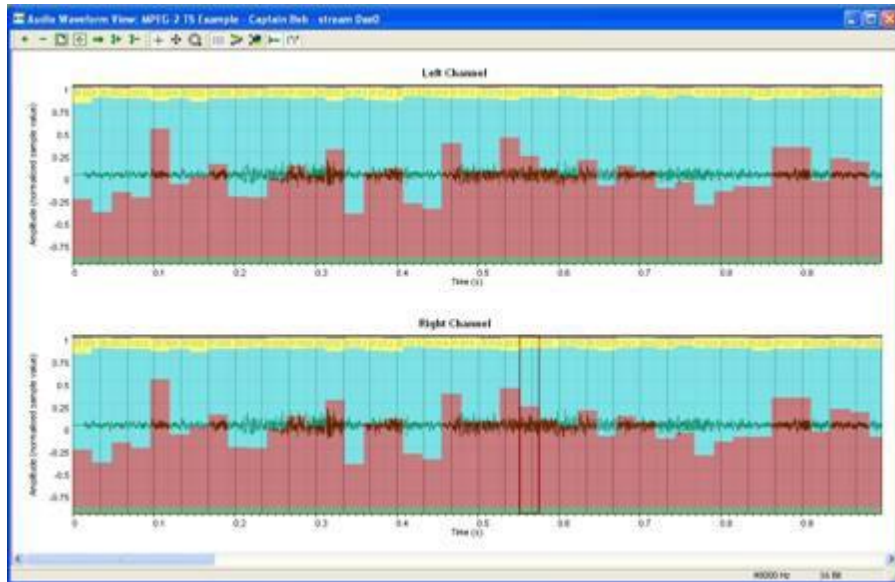 Audio Waveform View: MPEG-2 TS Example - Captain Bob - stream 0xe0
Left Channel
Amplitude (normalized sample value)
1
0.75
0.5
0.25
0
-0.25
-0.5
-0.75
0 0.1 0.2 0.3 0.4 0.5 0.6 0.7 0.8 0.9
Time (s)
Right Channel
Amplitude (normalized sample value)
1
0.75
0.5
0.25
0
-0.25
-0.5
-0.75
0 0.1 0.2 0.3 0.4 0.5 0.6 0.7 0.8 0.9
Time (s)
48000 Hz 16 Bit